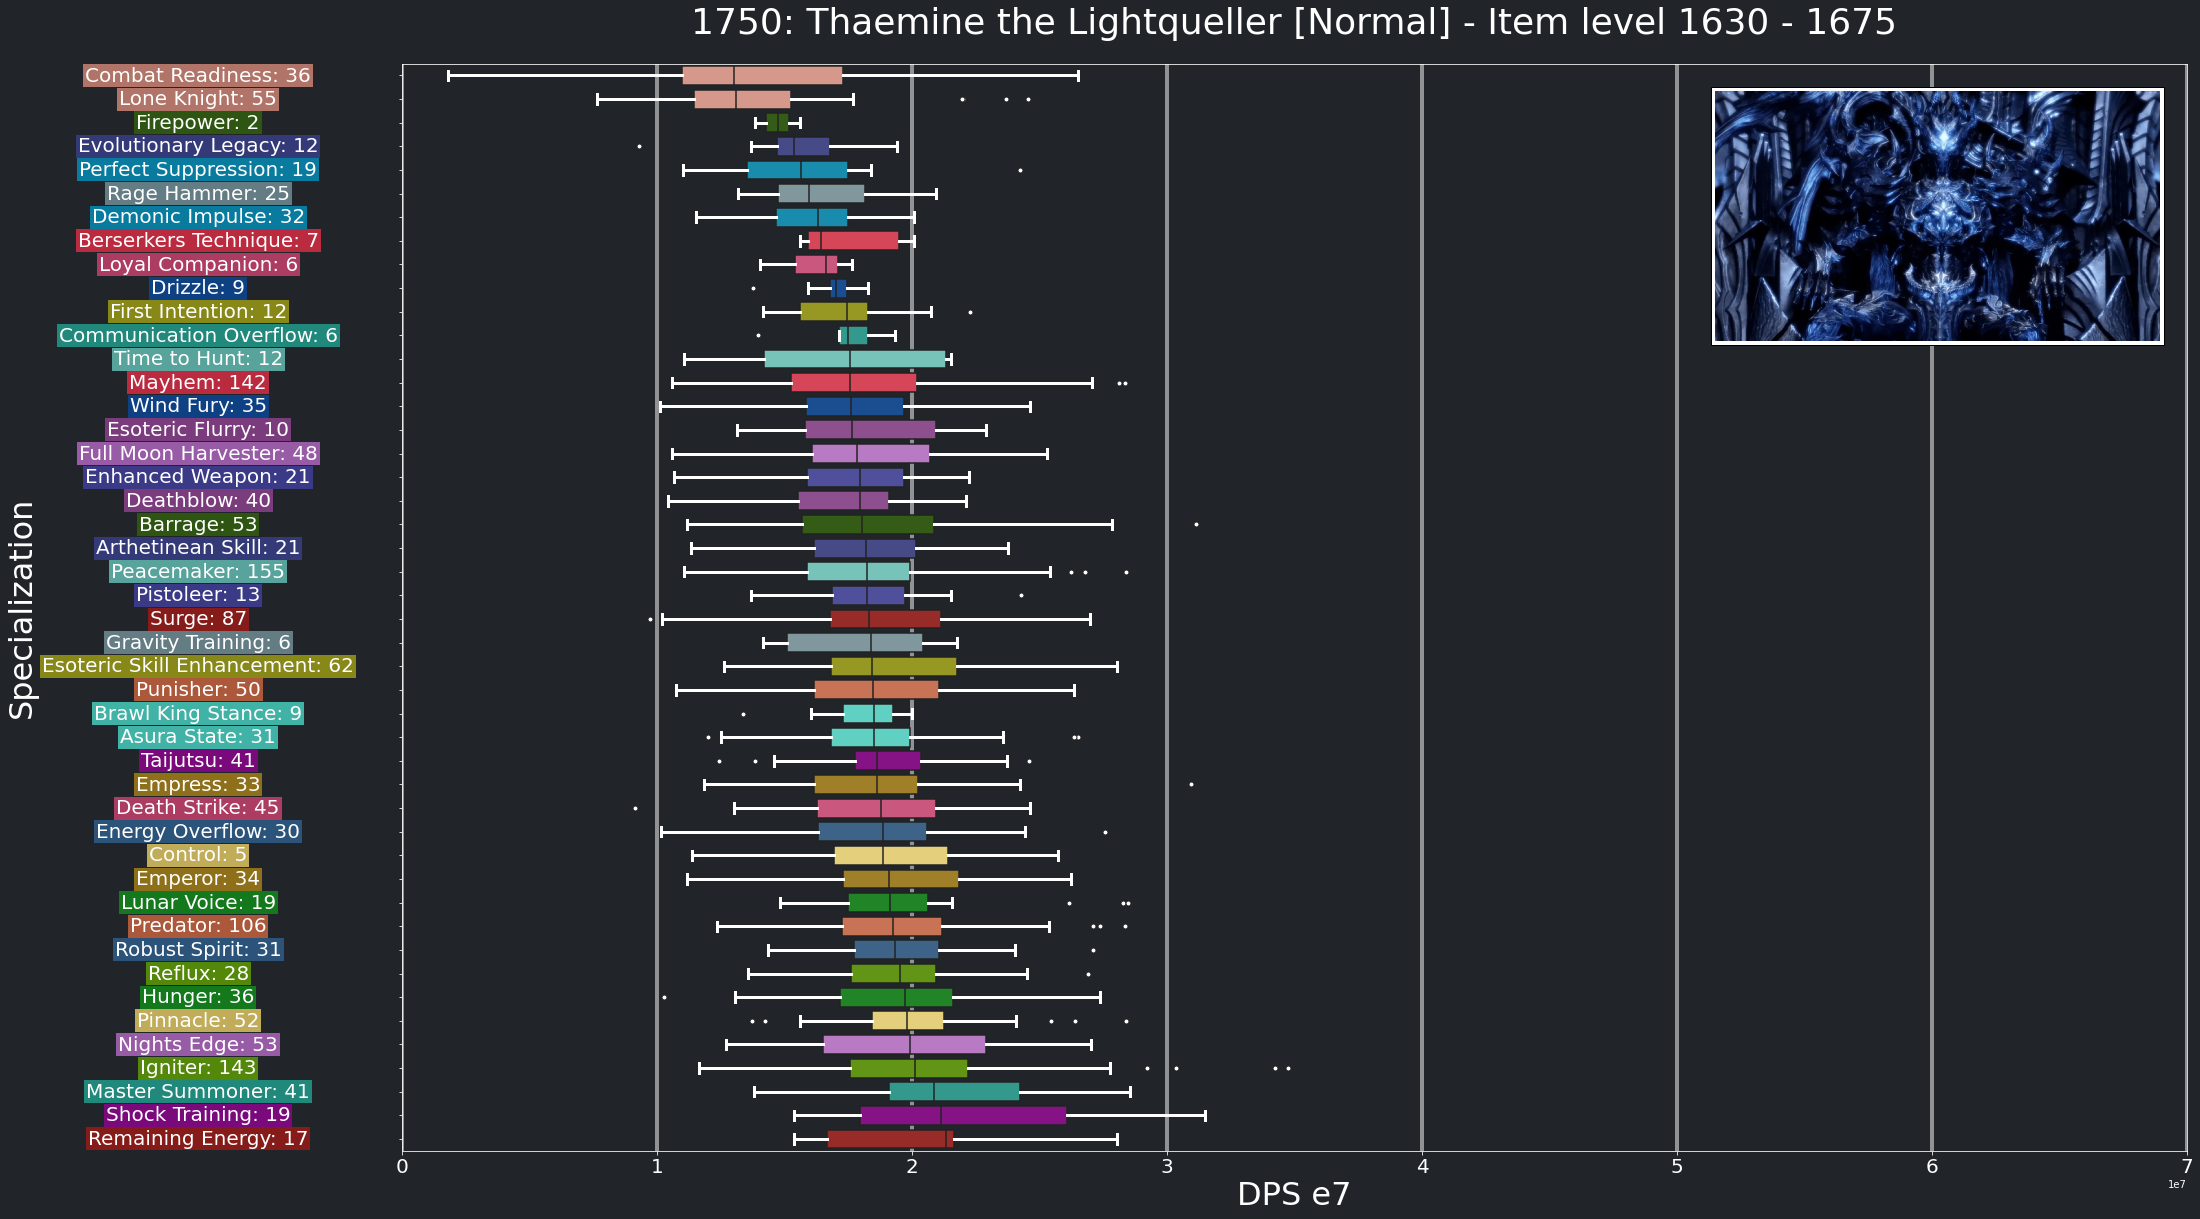 1750: Thaemine the Lightqueller [Normal] - Item level 1630 - 1675
Specialization
Combat Readiness: 36
Lone Knight: 55
Firepower: 2
Evolutionary Legacy: 12
Perfect Suppression: 19
Rage Hammer: 25
Demonic Impulse: 32
Berserkers Technique: 7
Loyal Companion: 6
Drizzle: 9
First Intention: 12
Communication Overflow: 6
Time to Hunt: 12
Mayhem: 142
Wind Fury: 35
Esoteric Flurry: 10
Full Moon Harvester: 48
Enhanced Weapon: 21
Deathblow: 40
Barrage: 53
Arthetinean Skill: 21
Peacemaker: 155
Pistoleer: 13
Surge: 87
Gravity Training: 6
Esoteric Skill Enhancement: 62
Punisher: 50
Brawl King Stance: 9
Asura State: 31
Taijutsu: 41
Empress: 33
Death Strike: 45
Energy Overflow: 30
Control: 5
Emperor: 34
Lunar Voice: 19
Predator: 106
Robust Spirit: 31
Reflux: 28
Hunger: 36
Pinnacle: 52
Nights Edge: 53
Igniter: 143
Master Summoner: 41
Shock Training: 19
Remaining Energy: 17
0 1 2 3 4 5 6 7
1e7
DPS e7